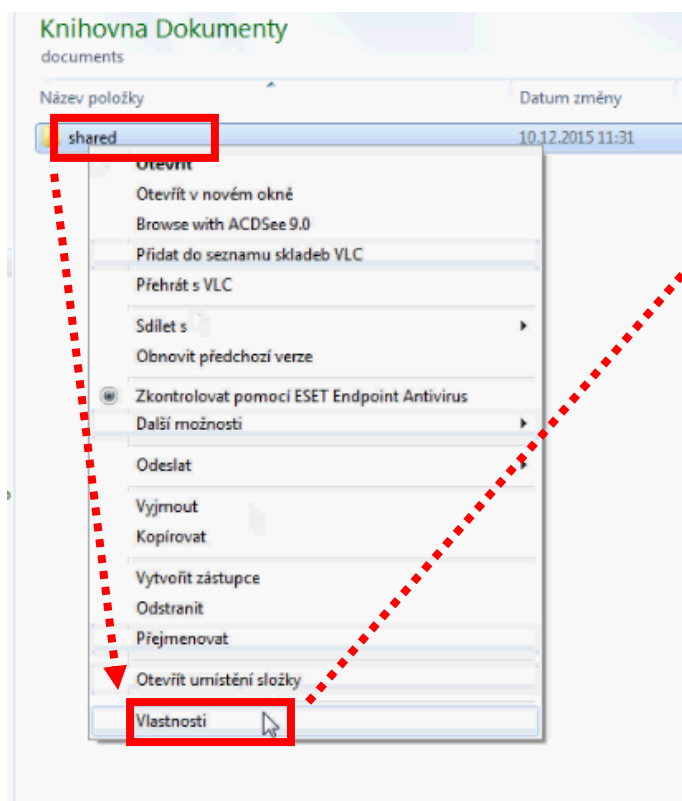 Knihovna Dokumenty
documents
Název položky Datum změny
shared 10.12.2015 11:31
Otevřít
Otevřít v novém okně
Browse with ACDSee 9.0
Přidat do seznamu skladeb VLC
Přehrát s VLC
Sdílet s
Obnovit předchozí verze
Zkontrolovat pomocí ESET Endpoint Antivirus
Další možnosti
Odeslat
Vyjmout
Kopírovat
Vytvořit zástupce
Odstranit
Přejmenovat
Otevřít umístění složky
Vlastnosti